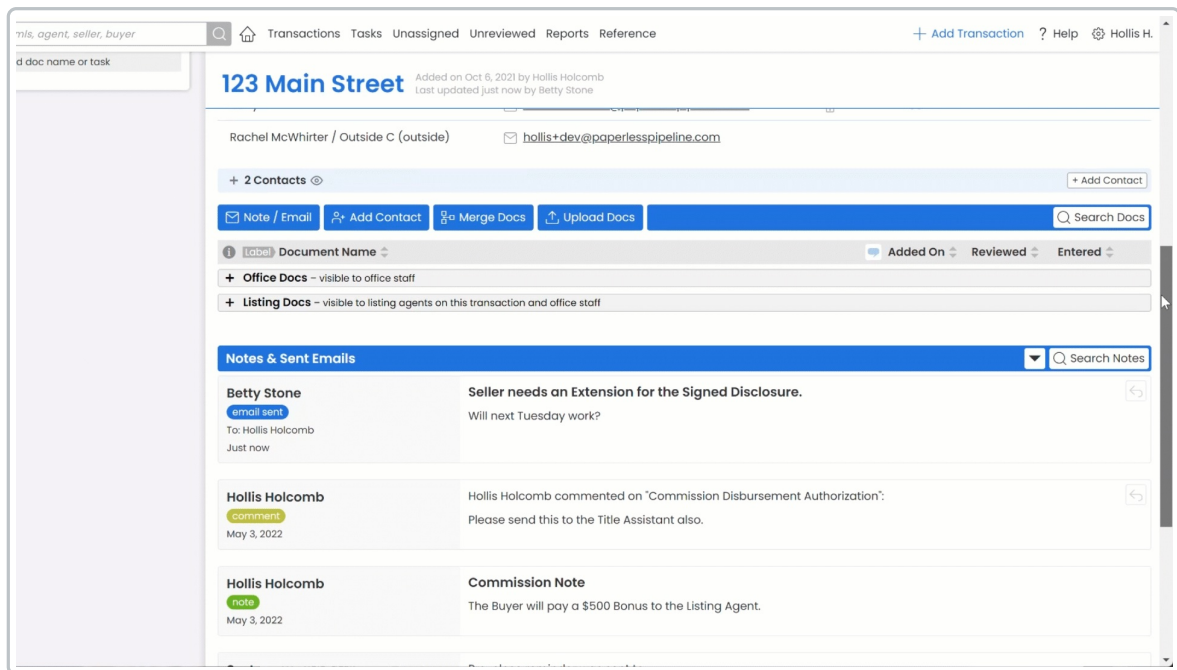 mls, agent, seller, buyer
Transactions Tasks Unassigned Unreviewed Reports Reference
+ Add Transaction ? Help Hollis H.
d doc name or task
123 Main Street
Added on Oct 6, 2021 by Hollis Holcomb
Last updated just now by Betty Stone
Rachel McWhirter / Outside C (outside) hollis+dev@paperlesspipeline.com
+ 2 Contacts + Add Contact
Note / Email Add Contact Merge Docs Upload Docs Search Docs
Label Document Name Added On Reviewed Entered
+ Office Docs – visible to office staff
+ Listing Docs – visible to listing agents on this transaction and office staff
Notes & Sent Emails Search Notes
Betty Stone
email sent
To: Hollis Holcomb
Just now
Seller needs an Extension for the Signed Disclosure.
Will next Tuesday work?
Hollis Holcomb
comment
May 3, 2022
Hollis Holcomb commented on "Commission Disbursement Authorization":
Please send this to the Title Assistant also.
Hollis Holcomb
note
May 3, 2022
Commission Note
The Buyer will pay a $500 Bonus to the Listing Agent.